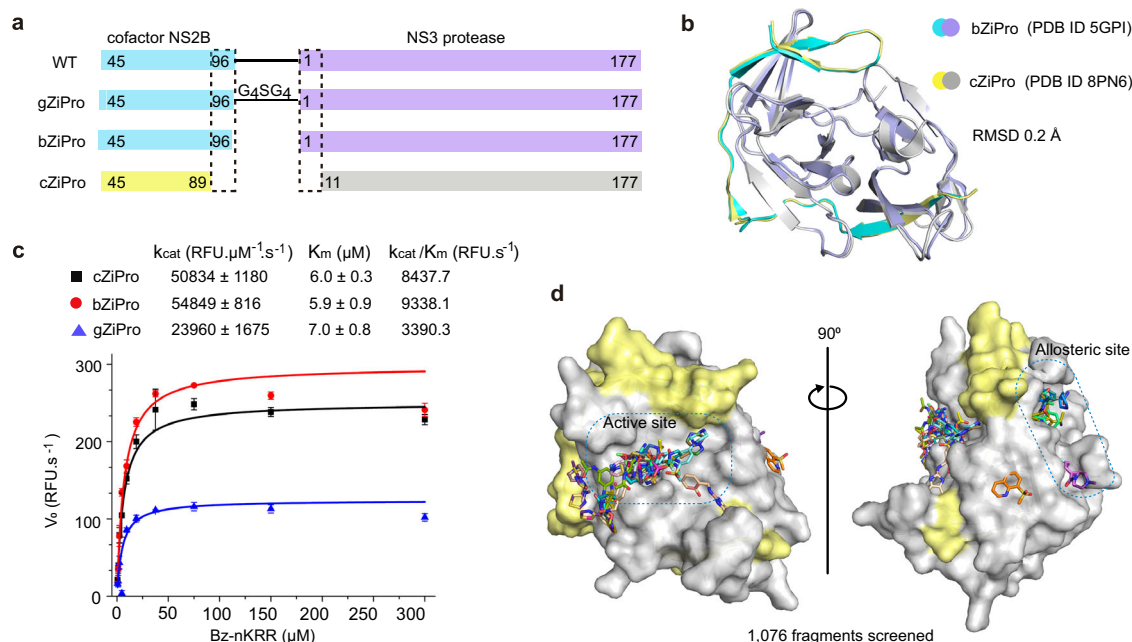 a
cofactor NS2B NS3 protease
WT 45 96 1 177
gZiPro 45 96 G4SG4 1 177
bZiPro 45 96 1 177
cZiPro 45 89 11 177
b
bZiPro (PDB ID 5GPI)
cZiPro (PDB ID 8PN6)
RMSD 0.2 Å
c
kcat (RFU.µM⁻¹.s⁻¹) Km (µM) kcat/Km (RFU.s⁻¹)
cZiPro 50834 ± 1180 6.0 ± 0.3 8437.7
bZiPro 54849 ± 816 5.9 ± 0.9 9338.1
gZiPro 23960 ± 1675 7.0 ± 0.8 3390.3
300
200
100
0
V₀ (RFU.s⁻¹)
0 50 100 150 200 250 300
Bz-nKRR (µM)
d
90º
Active site
Allosteric site
1,076 fragments screened